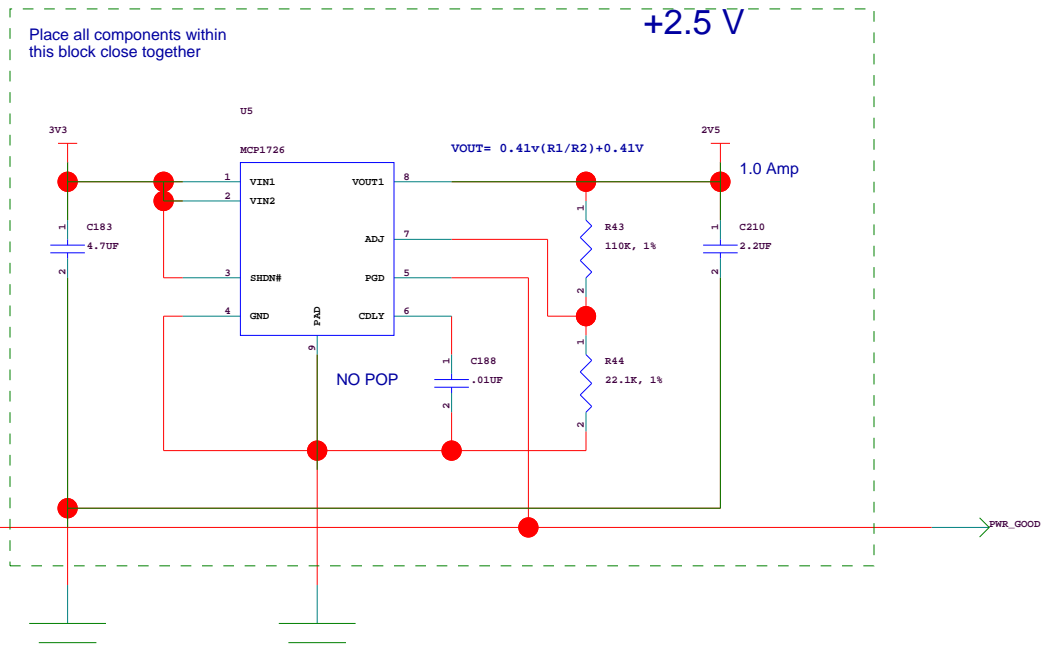 +2.5 V
Place all components within
this block close together
U5
3V3
2V5
MCP1726
VOUT= 0.41v(R1/R2)+0.41V
1.0 Amp
1
VIN1
VOUT1
8
2
VIN2
1
C183
4.7UF
2
ADJ
7
1
R43
110K, 1%
2
1
C210
2.2UF
2
3
SHDN#
PGD
5
4
GND
PAD
CDLY
6
9
NO POP
1
C188
.01UF
2
1
R44
22.1K, 1%
2
PWR_GOOD